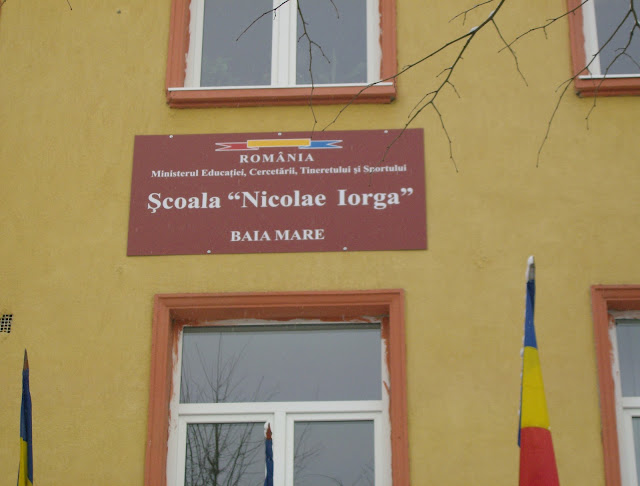 ROMÂNIA
Ministerul Educaţiei, Cercetării, Tineretului şi Sportului
Şcoala “Nicolae Iorga”
BAIA MARE